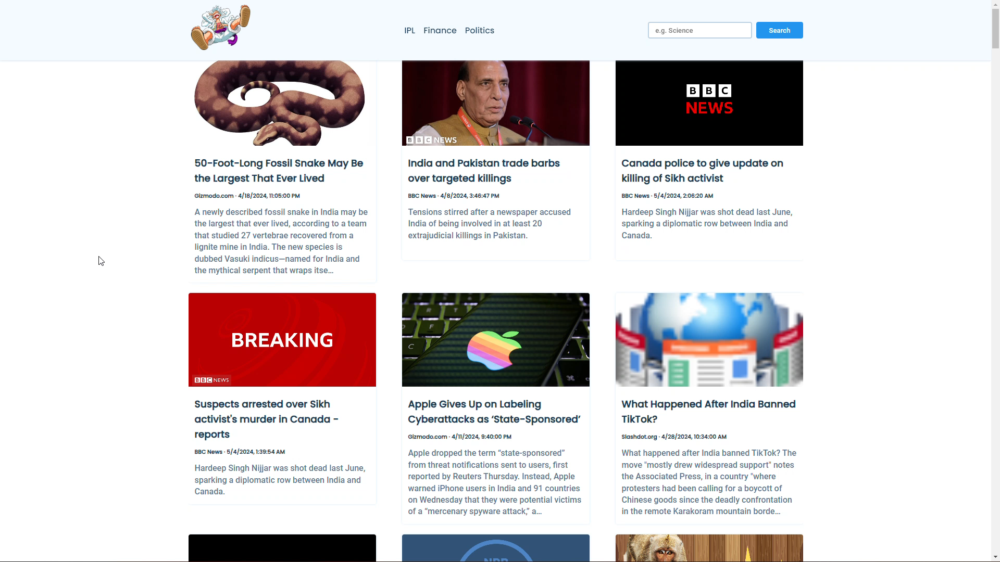 IPL Finance Politics
e.g. Science
Search
BBC NEWS
BBC
NEWS
50-Foot-Long Fossil Snake May Be
the Largest That Ever Lived
Gizmodo.com · 4/18/2024, 11:05:00 PM
A newly described fossil snake in India may be
the largest that ever lived, according to a team
that studied 27 vertebrae recovered from a
lignite mine in India. The new species is
dubbed Vasuki indicus—named for India and
the mythical serpent that wraps itse…
India and Pakistan trade barbs
over targeted killings
BBC News · 4/8/2024, 3:46:47 PM
Tensions stirred after a newspaper accused
India of being involved in at least 20
extrajudicial killings in Pakistan.
Canada police to give update on
killing of Sikh activist
BBC News · 5/4/2024, 2:06:20 AM
Hardeep Singh Nijjar was shot dead last June,
sparking a diplomatic row between India and
Canada.
BREAKING
BBC NEWS
R T
F
C
Suspects arrested over Sikh
activist's murder in Canada -
reports
BBC News · 5/4/2024, 1:39:54 AM
Hardeep Singh Nijjar was shot dead last June,
sparking a diplomatic row between India and
Canada.
Apple Gives Up on Labeling
Cyberattacks as ‘State-Sponsored’
Gizmodo.com · 4/11/2024, 9:40:00 PM
Apple dropped the term “state-sponsored”
from threat notifications sent to users, first
reported by Reuters Thursday. Instead, Apple
warned iPhone users in India and 91 countries
on Wednesday that they were potential victims
of a “mercenary spyware attack,” a…
What Happened After India Banned
TikTok?
Slashdot.org · 4/28/2024, 10:34:00 AM
What happened after India banned TikTok? The
move "mostly drew widespread support" notes
the Associated Press, in a country "where
protesters had been calling for a boycott of
Chinese goods since the deadly confrontation
in the remote Karakoram mountain borde…